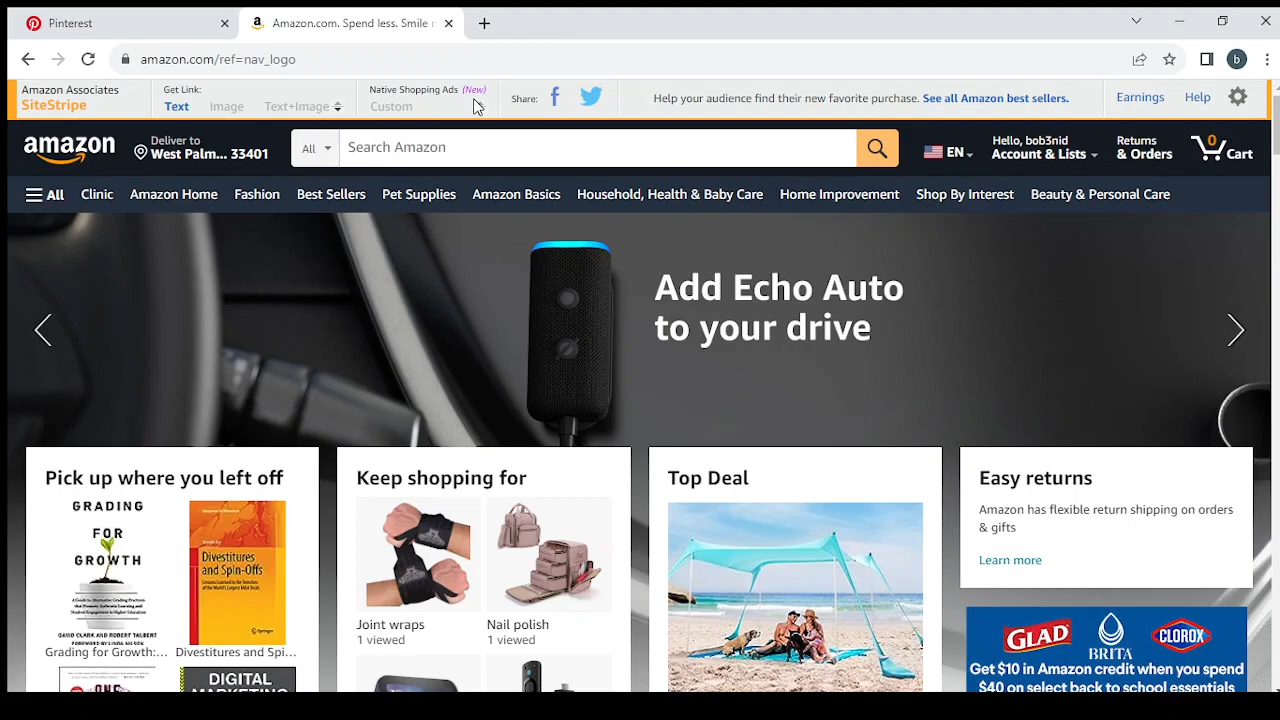 Pinterest
Amazon.com. Spend less. Smile
amazon.com/ref=nav_logo
b
Amazon Associates
SiteStripe
Get Link:
Text Image Text+Image
Native Shopping Ads (New)
Custom
Share:
Help your audience find their new favorite purchase. See all Amazon best sellers.
Earnings Help
amazon
Deliver to
West Palm... 33401
All
Search Amazon
EN
Hello, bob3nid
Account & Lists
Returns
& Orders
0
Cart
All Clinic Amazon Home Fashion Best Sellers Pet Supplies Amazon Basics Household, Health & Baby Care Home Improvement Shop By Interest Beauty & Personal Care
Add Echo Auto
to your drive
Pick up where you left off
GRADING
FOR
GROWTH
DAVID CLARK AND ROBERT TALBERT
Grading for Growth:...
Divestitures
and Spin-Offs
Springer
Divestitures and Spi...
DIGITAL
MARKETING
Keep shopping for
Joint wraps
1 viewed
Nail polish
1 viewed
Top Deal
Easy returns
Amazon has flexible return shipping on orders
& gifts
Learn more
GLAD
BRITA
CLOROX
Get $10 in Amazon credit when you spend
$40 on select back to school essentials